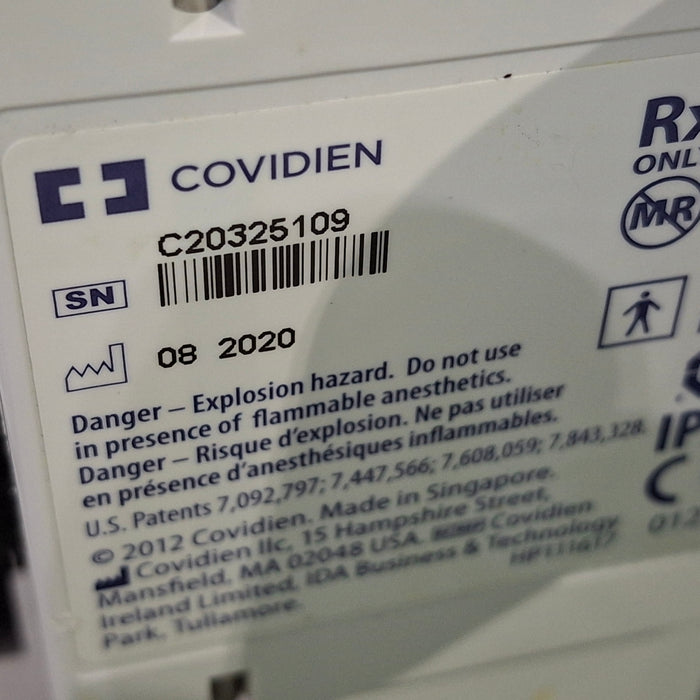 COVIDIEN
Rx
ONLY
MR
C20325109
SN
08 2020
Danger – Explosion hazard. Do not use
in presence of flammable anesthetics.
Danger – Risque d'explosion. Ne pas utiliser
en présence d'anesthésiques inflammables.
U.S. Patents 7,092,797; 7,447,566; 7,608,059; 7,843,328.
© 2012 Covidien. Made in Singapore.
Covidien llc, 15 Hampshire Street,
Mansfield, MA 02048 USA. Covidien
Ireland Limited, IDA Business & Technology
Park, Tullamore.
IP
C
012